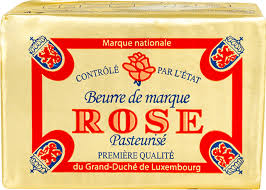 Marque nationale
CONTRÔLÉ PAR L'ÉTAT
Beurre de marque
ROSE
Pasteurisé
PREMIÈRE QUALITÉ
du Grand-Duché de Luxembourg